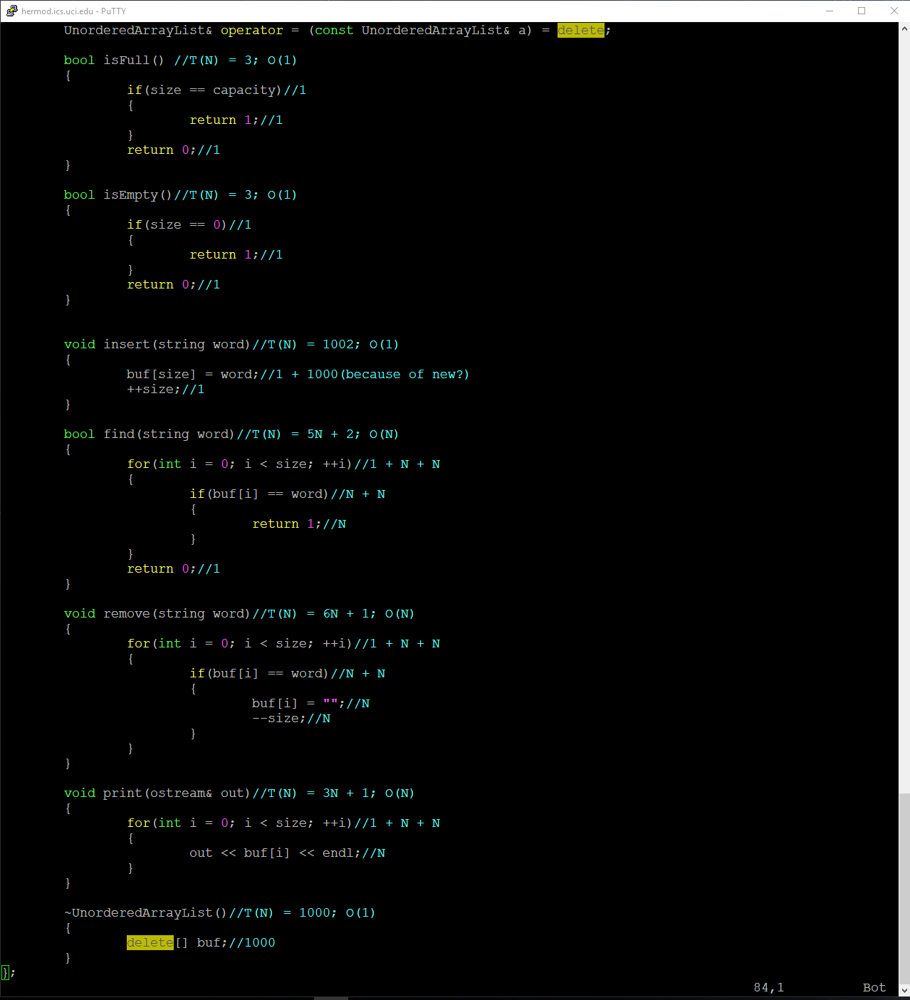 hermod.ics.uci.edu - PuTTY
UnorderedArrayList& operator = (const UnorderedArrayList& a) = delete;
bool isFull() //T(N) = 3; O(1)
{
if(size == capacity)//1
{
return 1;//1
}
return 0;//1
}
bool isEmpty()//T(N) = 3; O(1)
{
if(size == 0)//1
{
return 1;//1
}
return 0;//1
}
void insert(string word)//T(N) = 1002; O(1)
{
buf[size] = word;//1 + 1000(because of new?)
++size;//1
}
bool find(string word)//T(N) = 5N + 2; O(N)
{
for(int i = 0; i < size; ++i)//1 + N + N
{
if(buf[i] == word)//N + N
{
return 1;//N
}
}
return 0;//1
}
void remove(string word)//T(N) = 6N + 1; O(N)
{
for(int i = 0; i < size; ++i)//1 + N + N
{
if(buf[i] == word)//N + N
{
buf[i] = "";//N
--size;//N
}
}
}
void print(ostream& out)//T(N) = 3N + 1; O(N)
{
for(int i = 0; i < size; ++i)//1 + N + N
{
out << buf[i] << endl;//N
}
}
~UnorderedArrayList()//T(N) = 1000; O(1)
{
delete[] buf;//1000
}
};
84,1 Bot